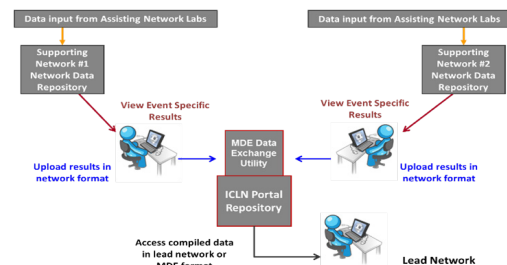 Data input from Assisting Network Labs
Data input from Assisting Network Labs
Supporting
Network #1
Network Data
Repository
Supporting
Network #2
Network Data
Repository
View Event Specific
Results
View Event Specific
Results
MDE Data
Exchange
Utility
Upload results in
network format
Upload results in
network format
ICLN Portal
Repository
Access compiled data
in lead network or
MDE format
Lead Network